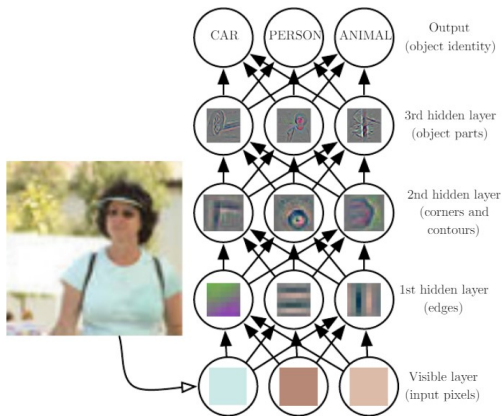 CAR PERSON ANIMAL
Output
(object identity)
3rd hidden layer
(object parts)
2nd hidden layer
(corners and
contours)
1st hidden layer
(edges)
Visible layer
(input pixels)